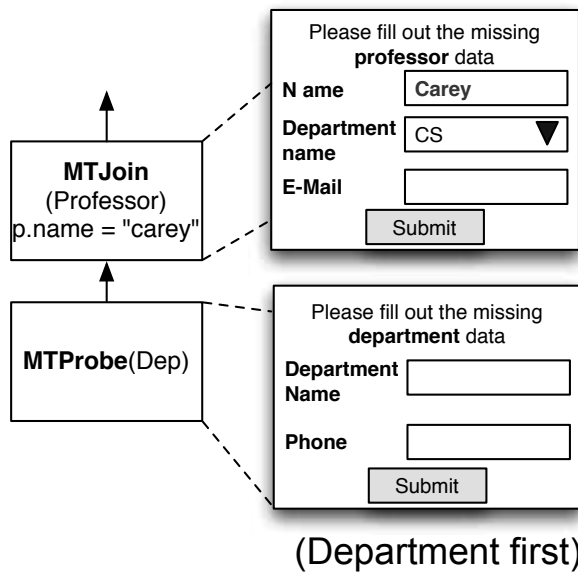 MTJoin
(Professor)
p.name = "carey"
MTProbe(Dep)
Please fill out the missing
professor data
N ame
Carey
Department
name
CS
E-Mail
Submit
Please fill out the missing
department data
Department
Name
Phone
Submit
(Department first)